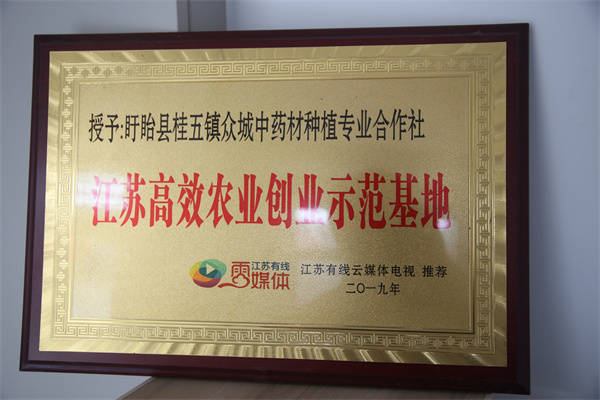 授予:盱眙县桂五镇众城中药材种植专业合作社
江苏高效农业创业示范基地
江苏有线
云媒体
江苏有线云媒体电视 推荐
二〇一九年